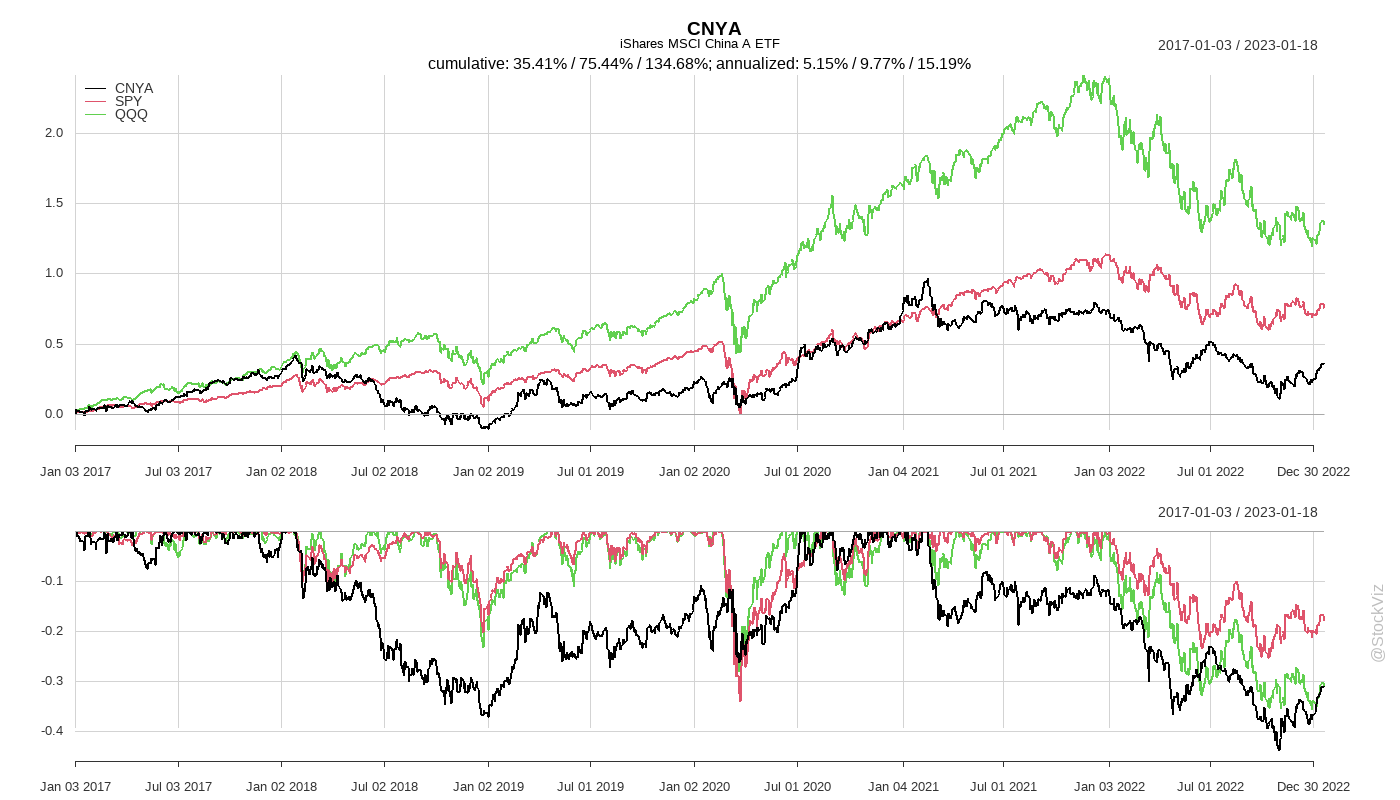 CNYA
iShares MSCI China A ETF
2017-01-03 / 2023-01-18
cumulative: 35.41% / 75.44% / 134.68%; annualized: 5.15% / 9.77% / 15.19%
CNYA
SPY
QQQ
2.0
1.5
1.0
0.5
0.0
Jan 03 2017 Jul 03 2017 Jan 02 2018 Jul 02 2018 Jan 02 2019 Jul 01 2019 Jan 02 2020 Jul 01 2020 Jan 04 2021 Jul 01 2021 Jan 03 2022 Jul 01 2022 Dec 30 2022
2017-01-03 / 2023-01-18
-0.1
-0.2
-0.3
-0.4
Jan 03 2017 Jul 03 2017 Jan 02 2018 Jul 02 2018 Jan 02 2019 Jul 01 2019 Jan 02 2020 Jul 01 2020 Jan 04 2021 Jul 01 2021 Jan 03 2022 Jul 01 2022 Dec 30 2022
@StockViz